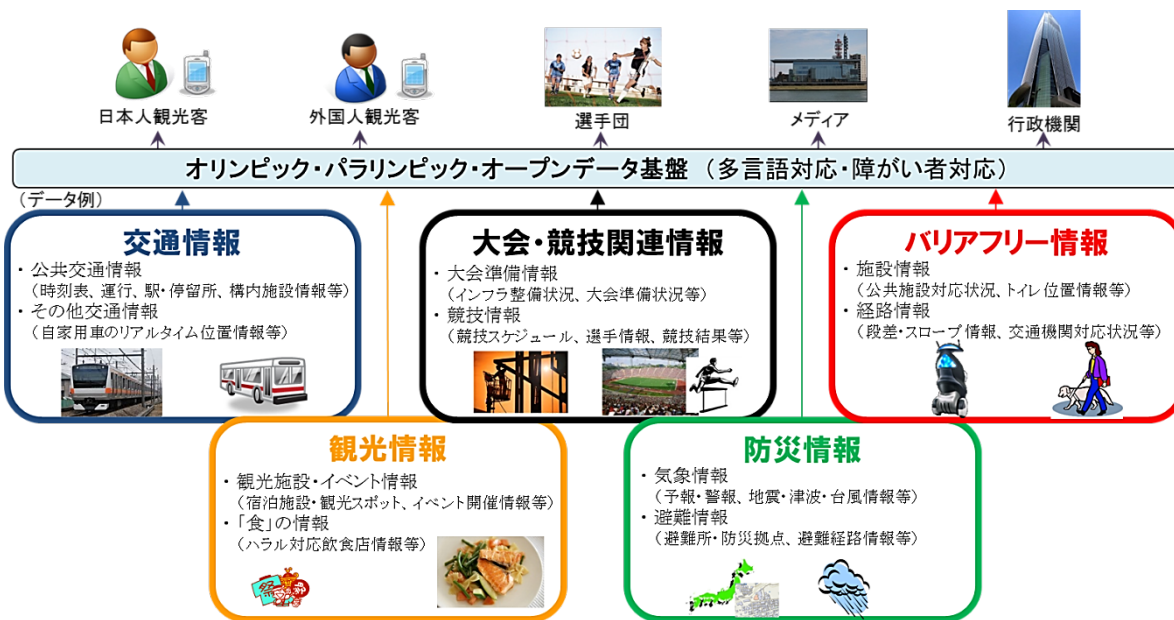 日本人観光客
外国人観光客
選手団
メディア
行政機関
オリンピック・パラリンピック・オープンデータ基盤（多言語対応・障がい者対応）
（データ例）
交通情報
・公共交通情報
（時刻表、運行、駅・停留所、構内施設情報等）
・その他交通情報
（自家用車のリアルタイム位置情報等）
大会・競技関連情報
・大会準備情報
（インフラ整備状況、大会準備状況等）
・競技情報
（競技スケジュール、選手情報、競技結果等）
バリアフリー情報
・施設情報
（公共施設対応状況、トイレ位置情報等）
・経路情報
（段差・スロープ情報、交通機関対応状況等）
観光情報
・観光施設・イベント情報
（宿泊施設・観光スポット、イベント開催情報等）
・「食」の情報
（ハラル対応飲食店情報等）
祭
防災情報
・気象情報
（予報・警報、地震・津波・台風情報等）
・避難情報
（避難所・防災拠点、避難経路情報等）